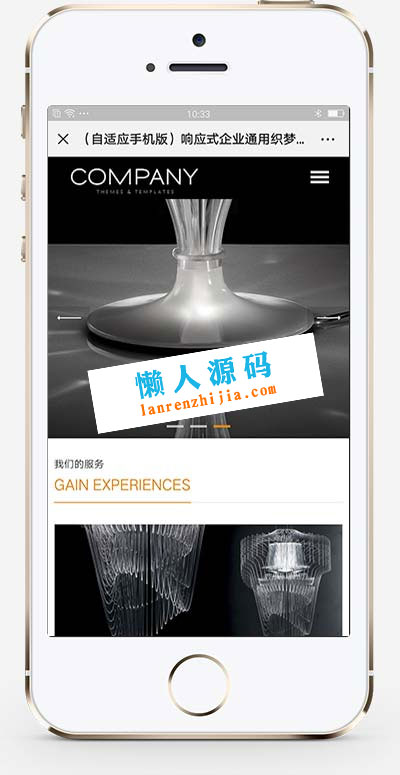 10:33
（自适应手机版）响应式企业通用织梦...
COMPANY
THEMES & TEMPLATES
懒人源码
lanrenzhijia.com
我们的服务
GAIN EXPERIENCES